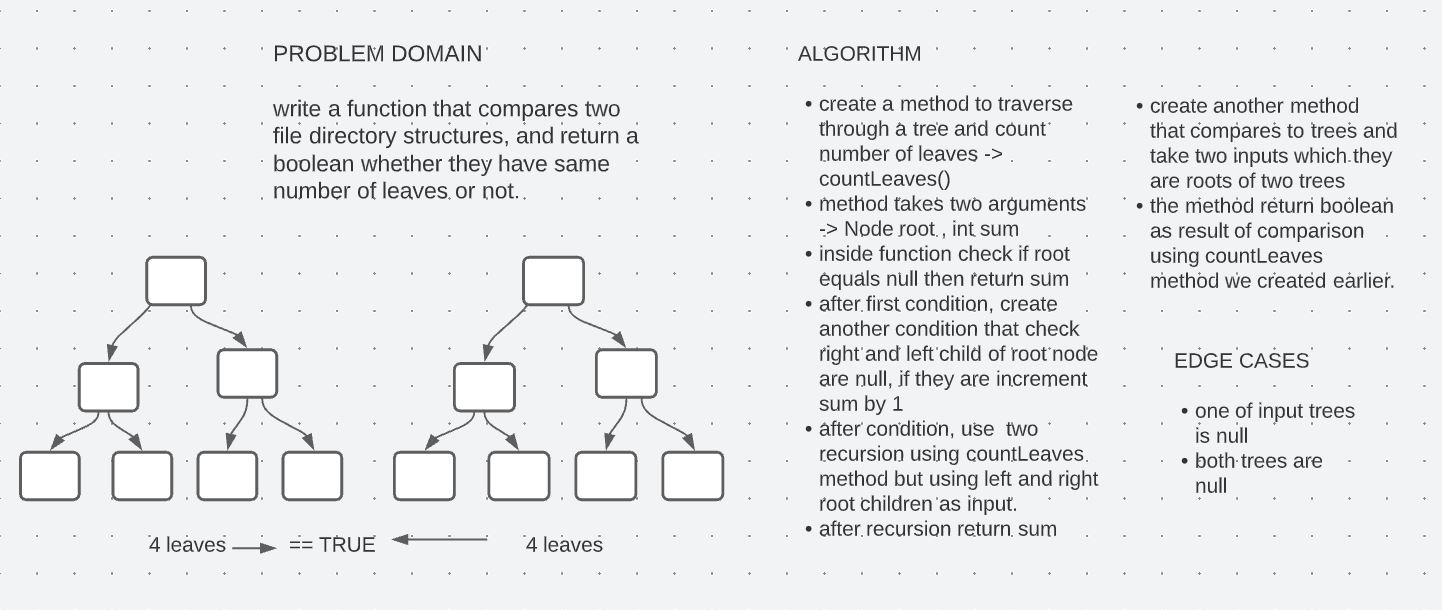 PROBLEM DOMAIN
write a function that compares two
file directory structures, and return a
boolean whether they have same
number of leaves or not.
4 leaves
== TRUE
4 leaves
ALGORITHM
• create a method to traverse
through a tree and count
number of leaves ->
countLeaves()
• method takes two arguments
-> Node root , int sum
• inside function check if root
equals null then return sum
• after first condition, create
another condition that check
right and left child of root node
are null, if they are increment
sum by 1
• after condition, use  two
recursion using countLeaves
method but using left and right
root children as input.
• after recursion return sum
• create another method
that compares to trees and
take two inputs which they
are roots of two trees
• the method return boolean
as result of comparison
using countLeaves
method we created earlier.
EDGE CASES
• one of input trees
is null
• both trees are
null